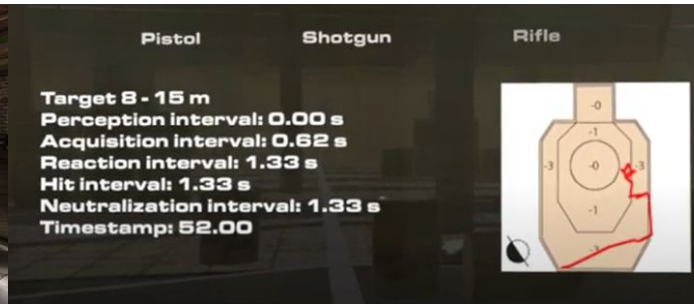 Pistol Shotgun Rifle
Target 8 - 15 m
Perception interval: 0.00 s
Acquisition interval: 0.62 s
Reaction interval: 1.33 s
Hit interval: 1.33 s
Neutralization interval: 1.33 s
Timestamp: 52.00
-0
-1
-3 -0 -3
-1
-3